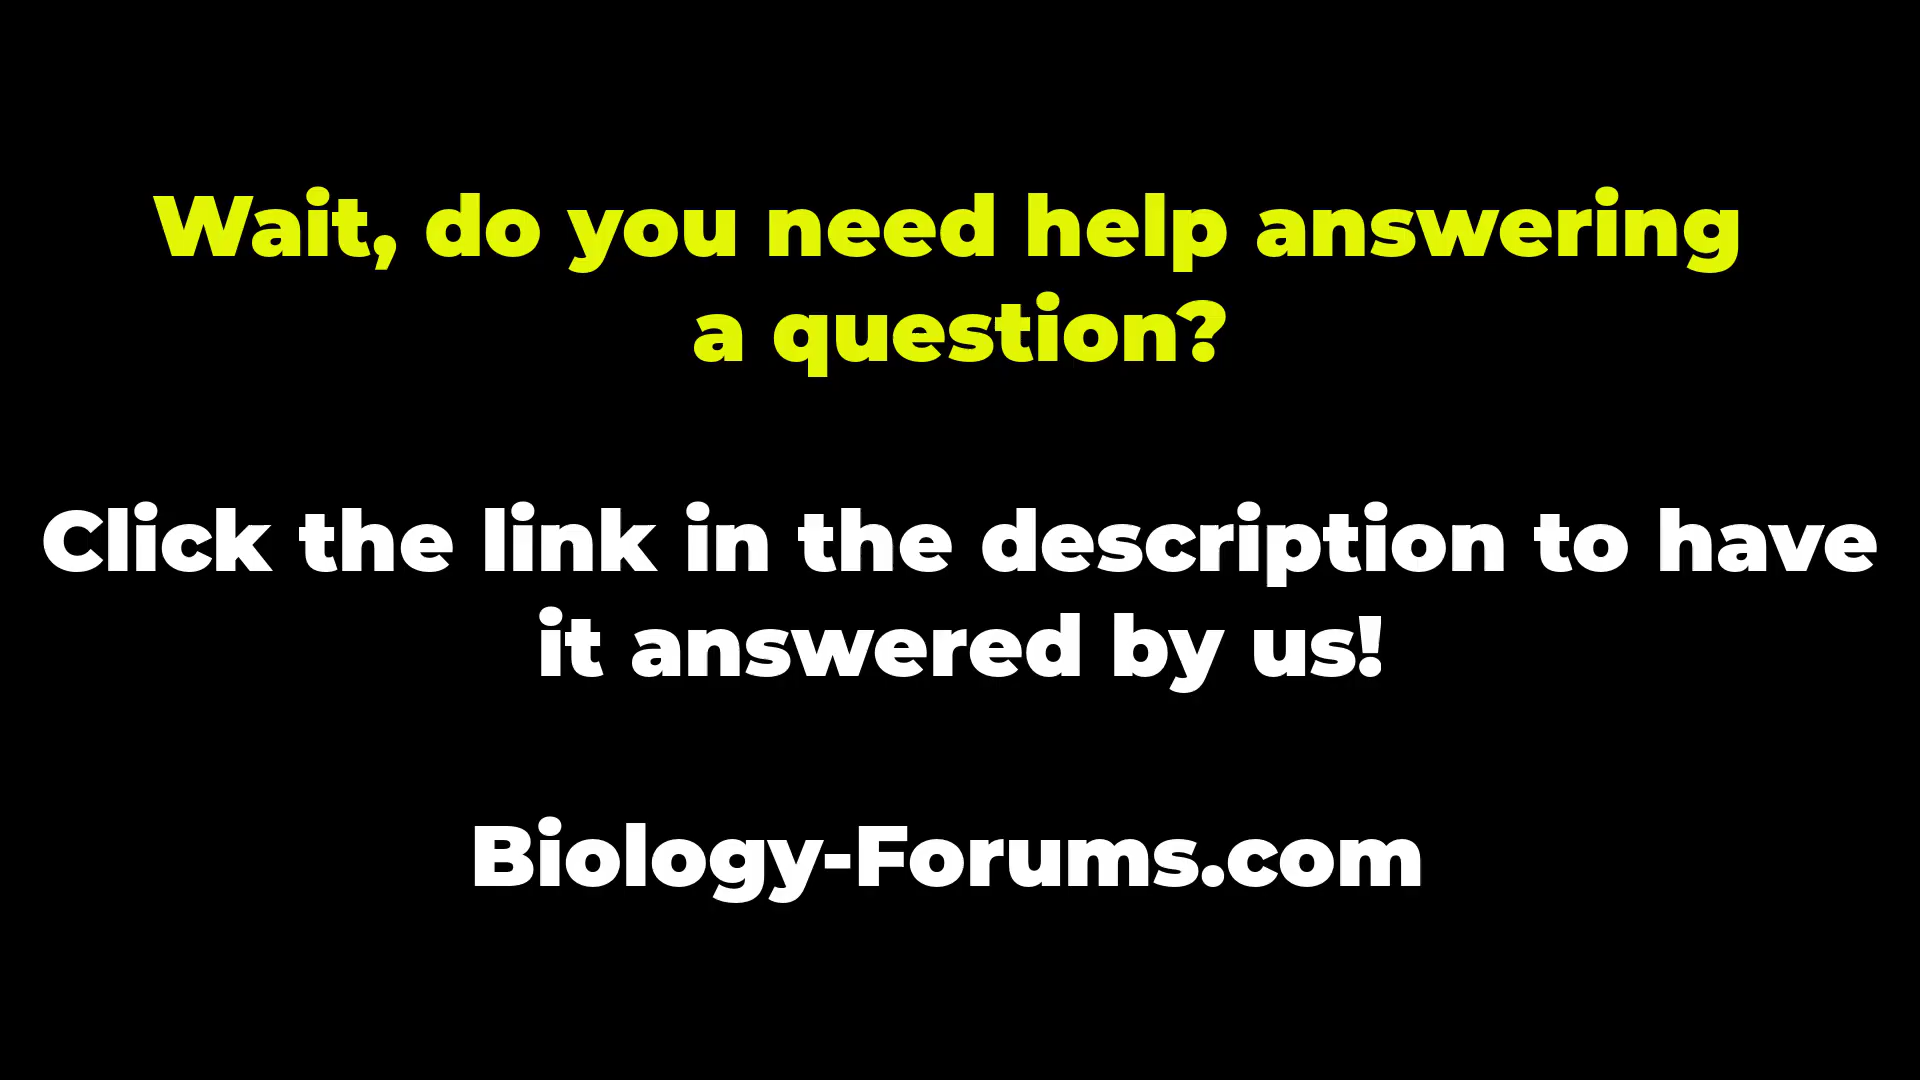 Wait, do you need help answering
a question?
Click the link in the description to have
it answered by us!
Biology-Forums.com